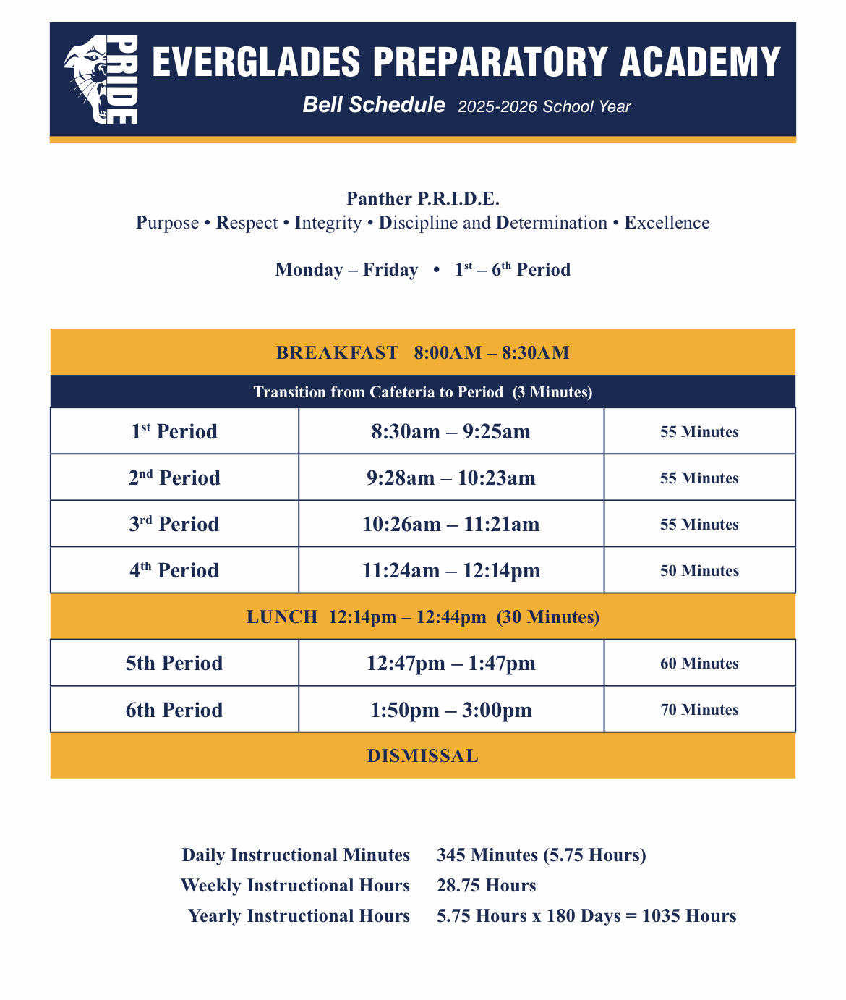 PRIDE
EVERGLADES PREPARATORY ACADEMY
Bell Schedule 2025-2026 School Year
Panther P.R.I.D.E.
Purpose • Respect • Integrity • Discipline and Determination • Excellence
Monday – Friday • 1st – 6th Period
BREAKFAST 8:00AM – 8:30AM
Transition from Cafeteria to Period (3 Minutes)
1st Period 8:30am – 9:25am 55 Minutes
2nd Period 9:28am – 10:23am 55 Minutes
3rd Period 10:26am – 11:21am 55 Minutes
4th Period 11:24am – 12:14pm 50 Minutes
LUNCH 12:14pm – 12:44pm (30 Minutes)
5th Period 12:47pm – 1:47pm 60 Minutes
6th Period 1:50pm – 3:00pm 70 Minutes
DISMISSAL
Daily Instructional Minutes 345 Minutes (5.75 Hours)
Weekly Instructional Hours 28.75 Hours
Yearly Instructional Hours 5.75 Hours x 180 Days = 1035 Hours